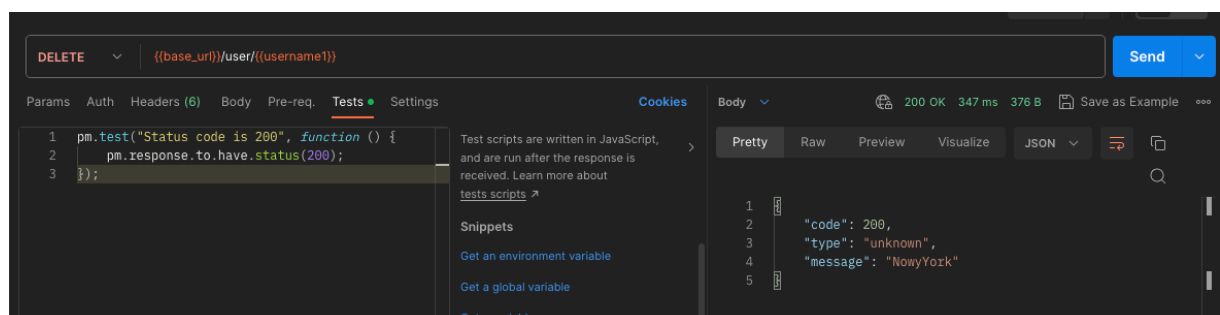 DELETE {{base_url}}/user/{{username1}} Send
Params Auth Headers (6) Body Pre-req. Tests Settings Cookies
1 pm.test("Status code is 200", function () {
2 pm.response.to.have.status(200);
3 });
Test scripts are written in JavaScript,
and are run after the response is
received. Learn more about
tests scripts ↗
Snippets
Get an environment variable
Get a global variable
Body 200 OK 347 ms 376 B Save as Example
Pretty Raw Preview Visualize JSON
1 {
2 "code": 200,
3 "type": "unknown",
4 "message": "NowyYork"
5 }